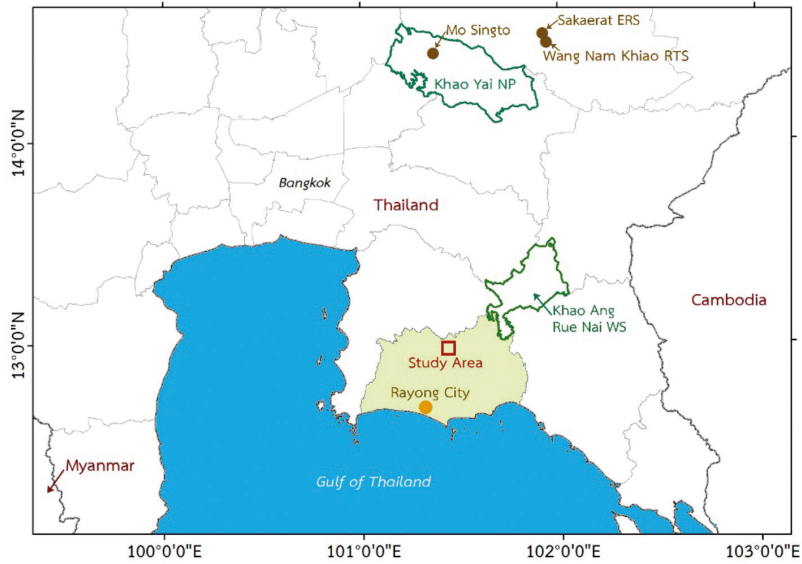 Sakaerat ERS
Mo Singto
Wang Nam Khiao RTS
Khao Yai NP
14°0'0"N
Bangkok
Thailand
Cambodia
Khao Ang
Rue Nai WS
13°0'0"N
Study Area
Rayong City
Myanmar
Gulf of Thailand
100°0'0"E
101°0'0"E
102°0'0"E
103°0'0"E